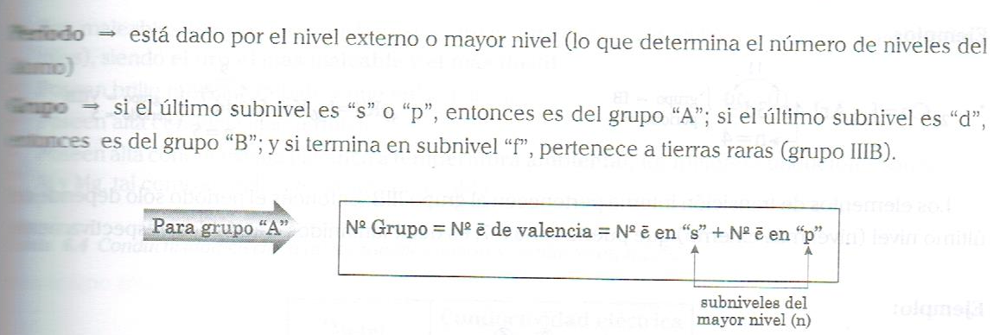 Período ⇒ está dado por el nivel externo o mayor nivel (lo que determina el número de niveles del
átomo)
Grupo ⇒ si el último subnivel es “s” o “p”, entonces es del grupo “A”; si el último subnivel es “d”,
entonces es del grupo “B”; y si termina en subnivel “f”, pertenece a tierras raras (grupo IIIB).
Para grupo “A”
Nº Grupo = Nº ē de valencia = Nº ē en “s” + Nº ē en “p”
subniveles del
mayor nivel (n)